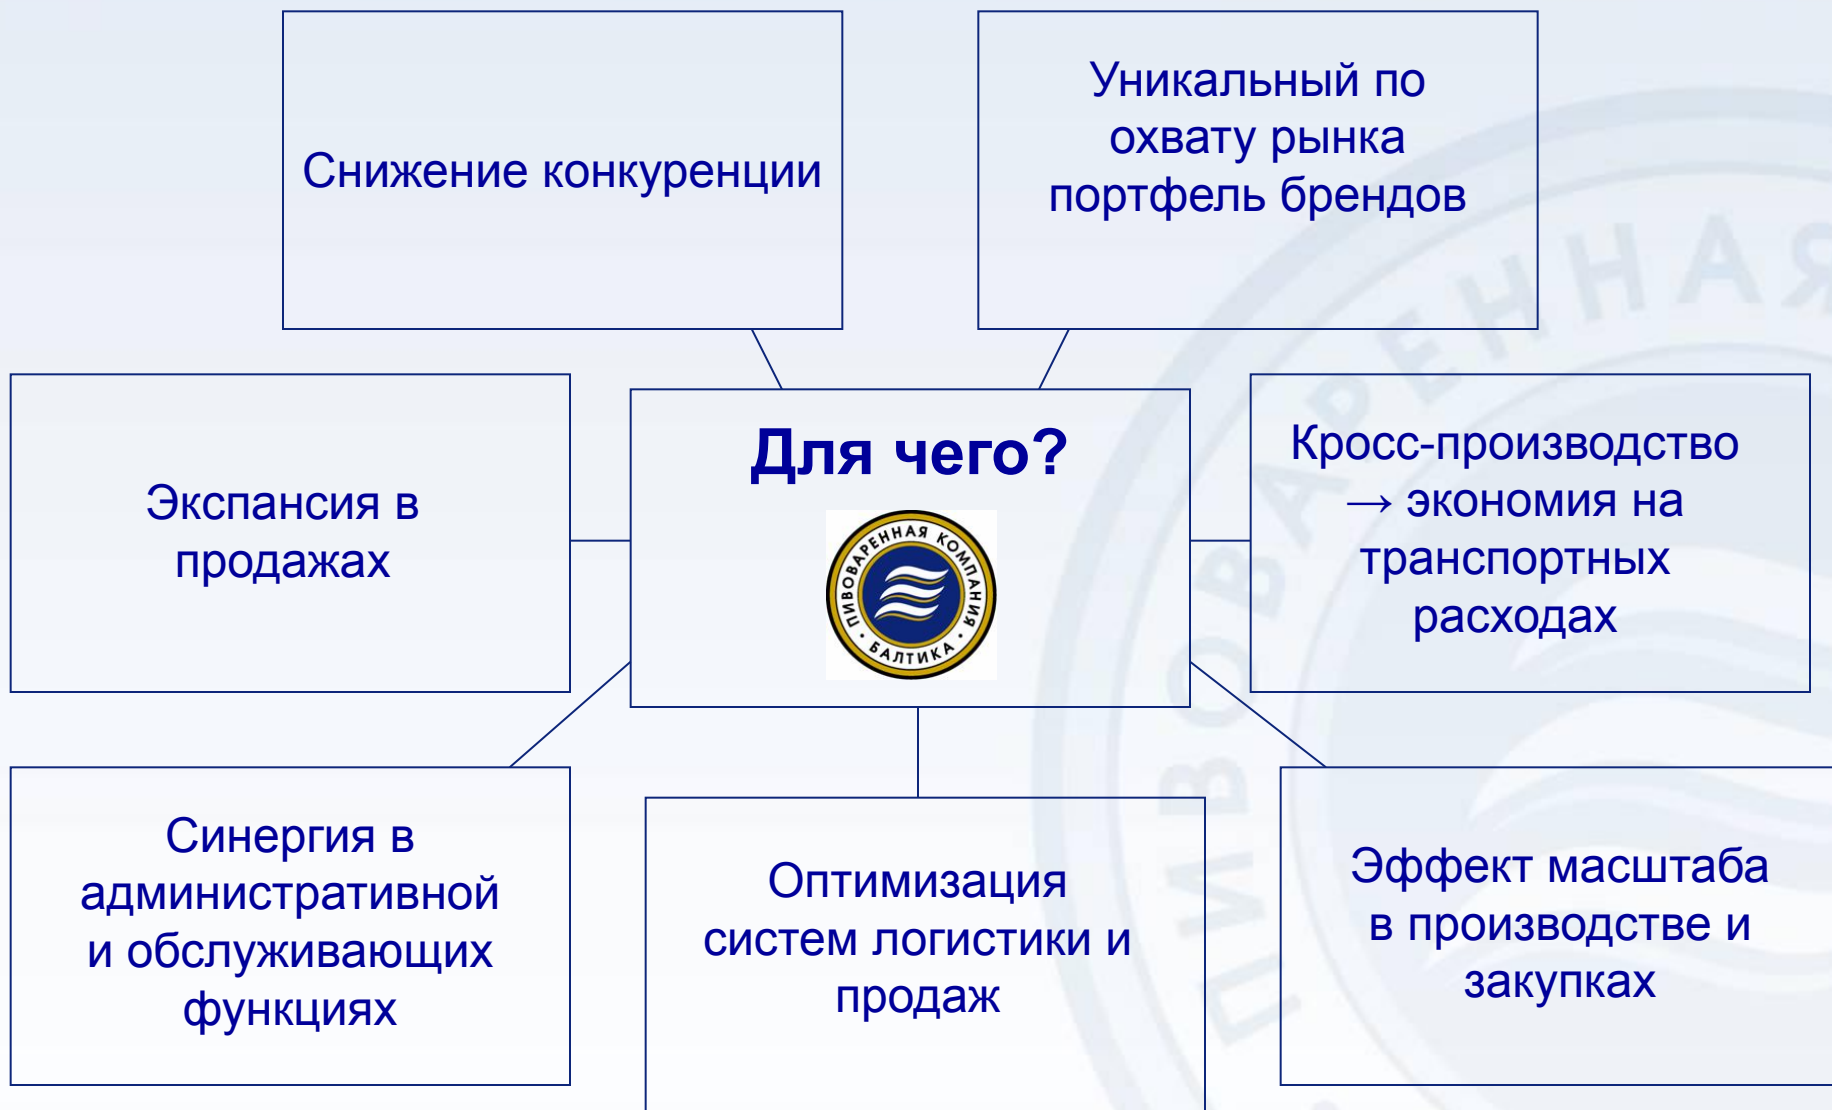 Снижение конкуренции
Уникальный по
охвату рынка
портфель брендов
Экспансия в
продажах
Для чего?
ПИВОВАРЕННАЯ КОМПАНИЯ
• БАЛТИКА •
Кросс-производство
→ экономия на
транспортных
расходах
Синергия в
административной
и обслуживающих
функциях
Оптимизация
систем логистики и
продаж
Эффект масштаба
в производстве и
закупках
ПИВОВАРЕННАЯ